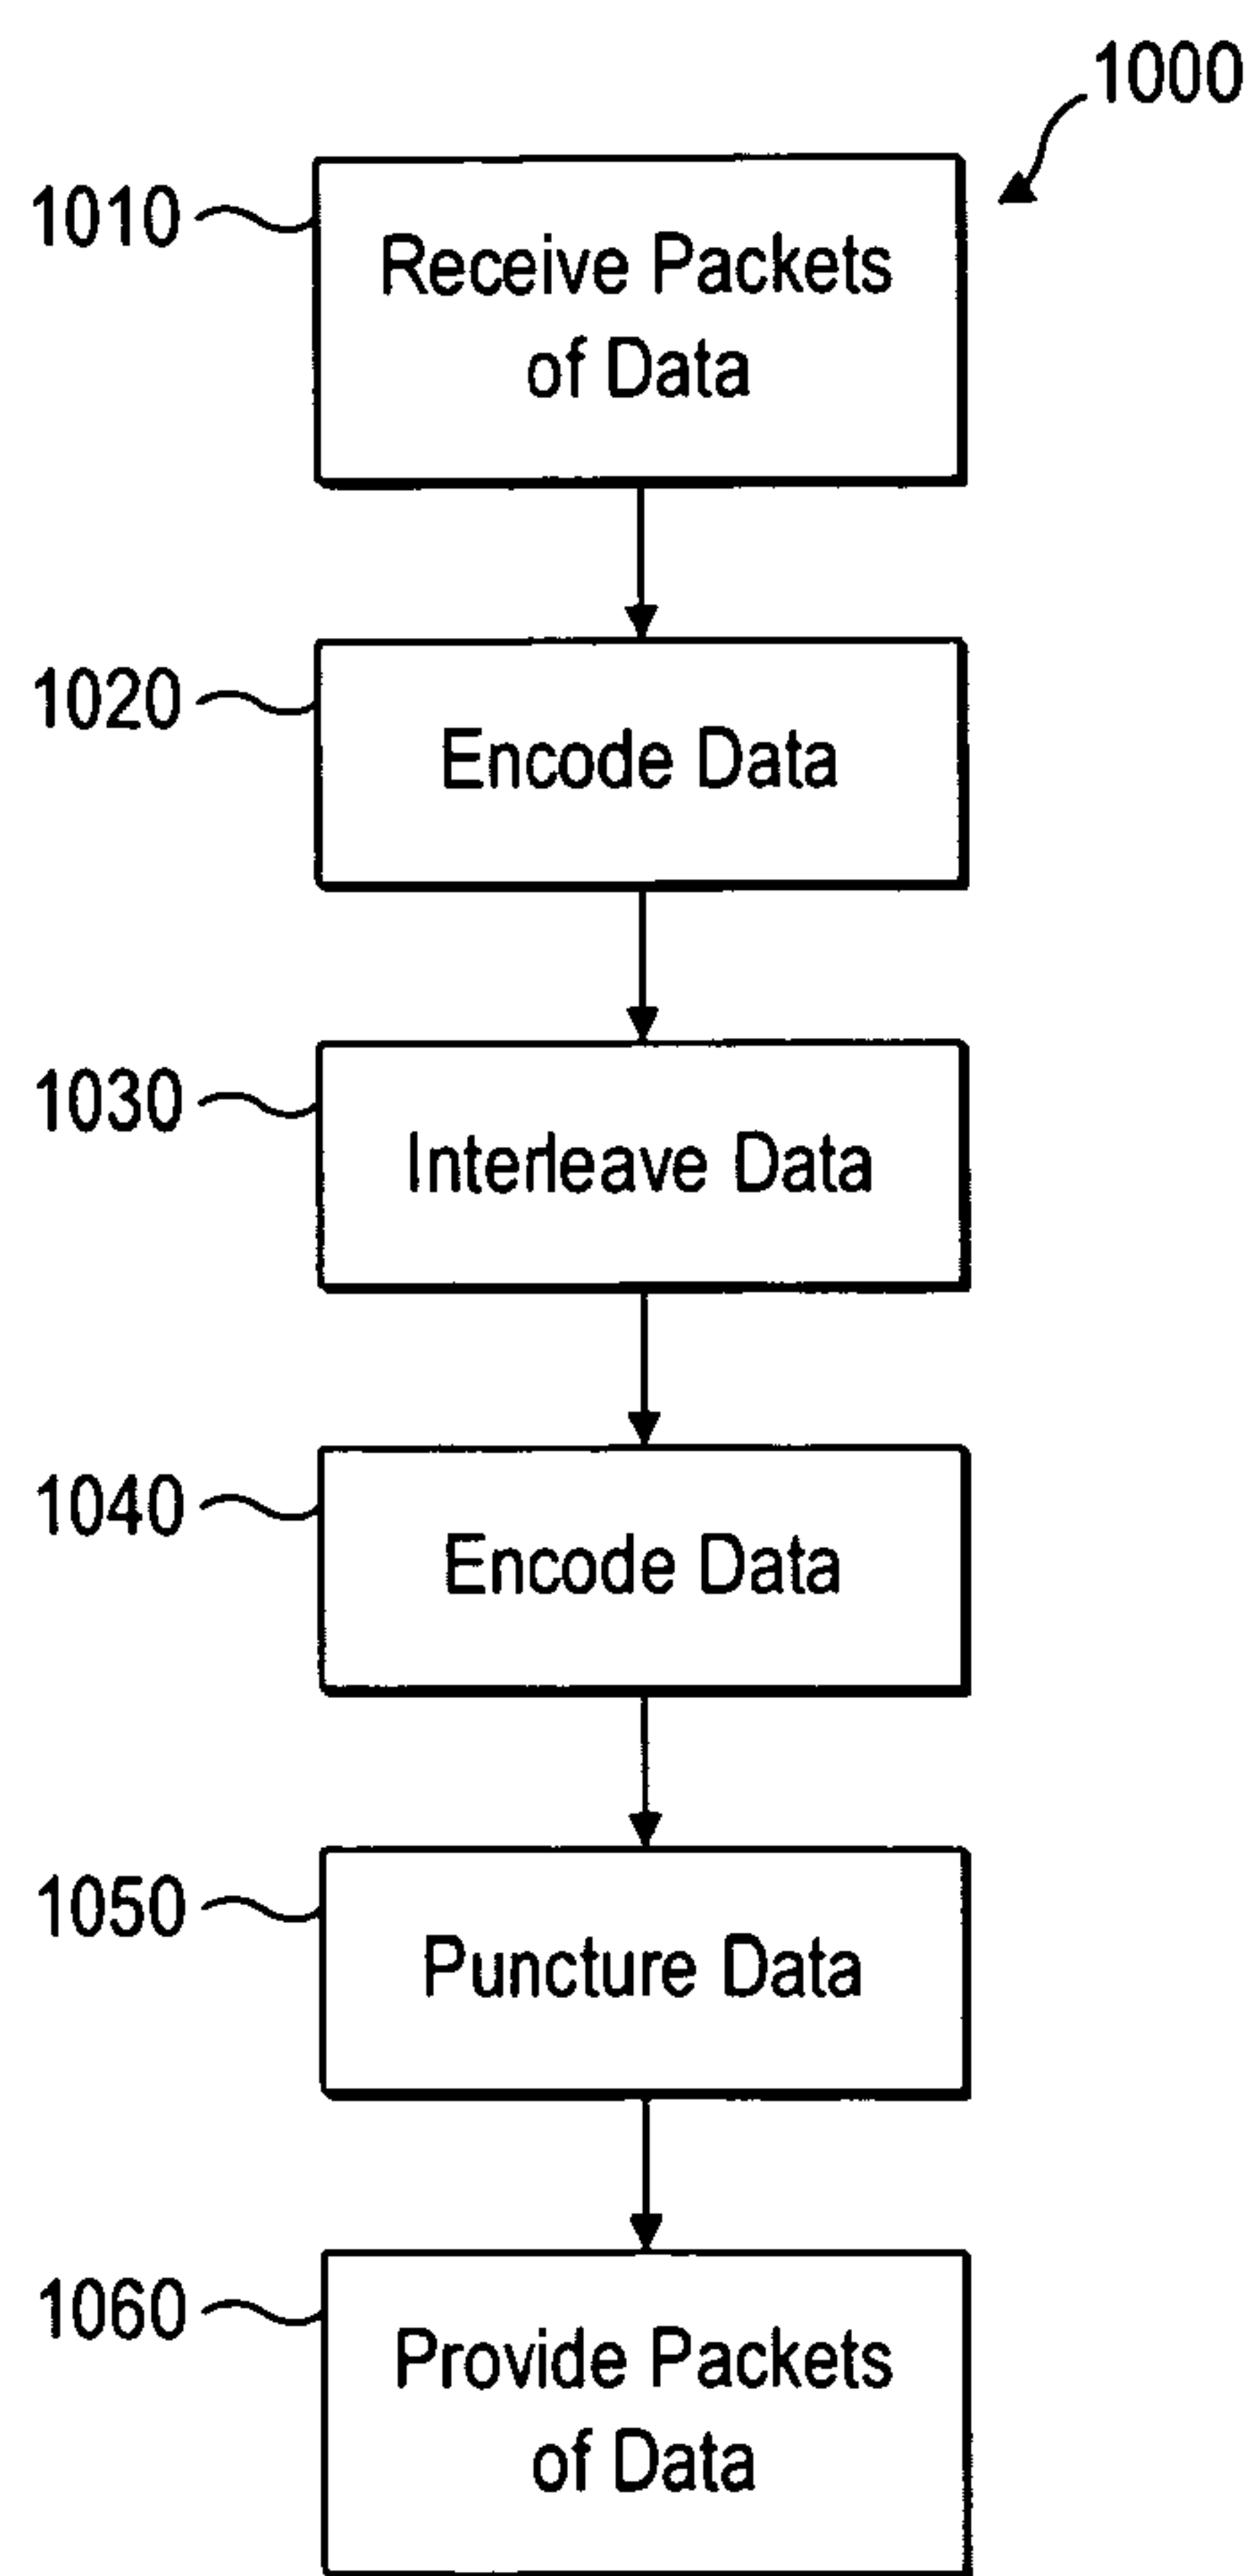 1000
1010
Receive Packets
of Data
1020
Encode Data
1030
Interleave Data
1040
Encode Data
1050
Puncture Data
1060
Provide Packets
of Data